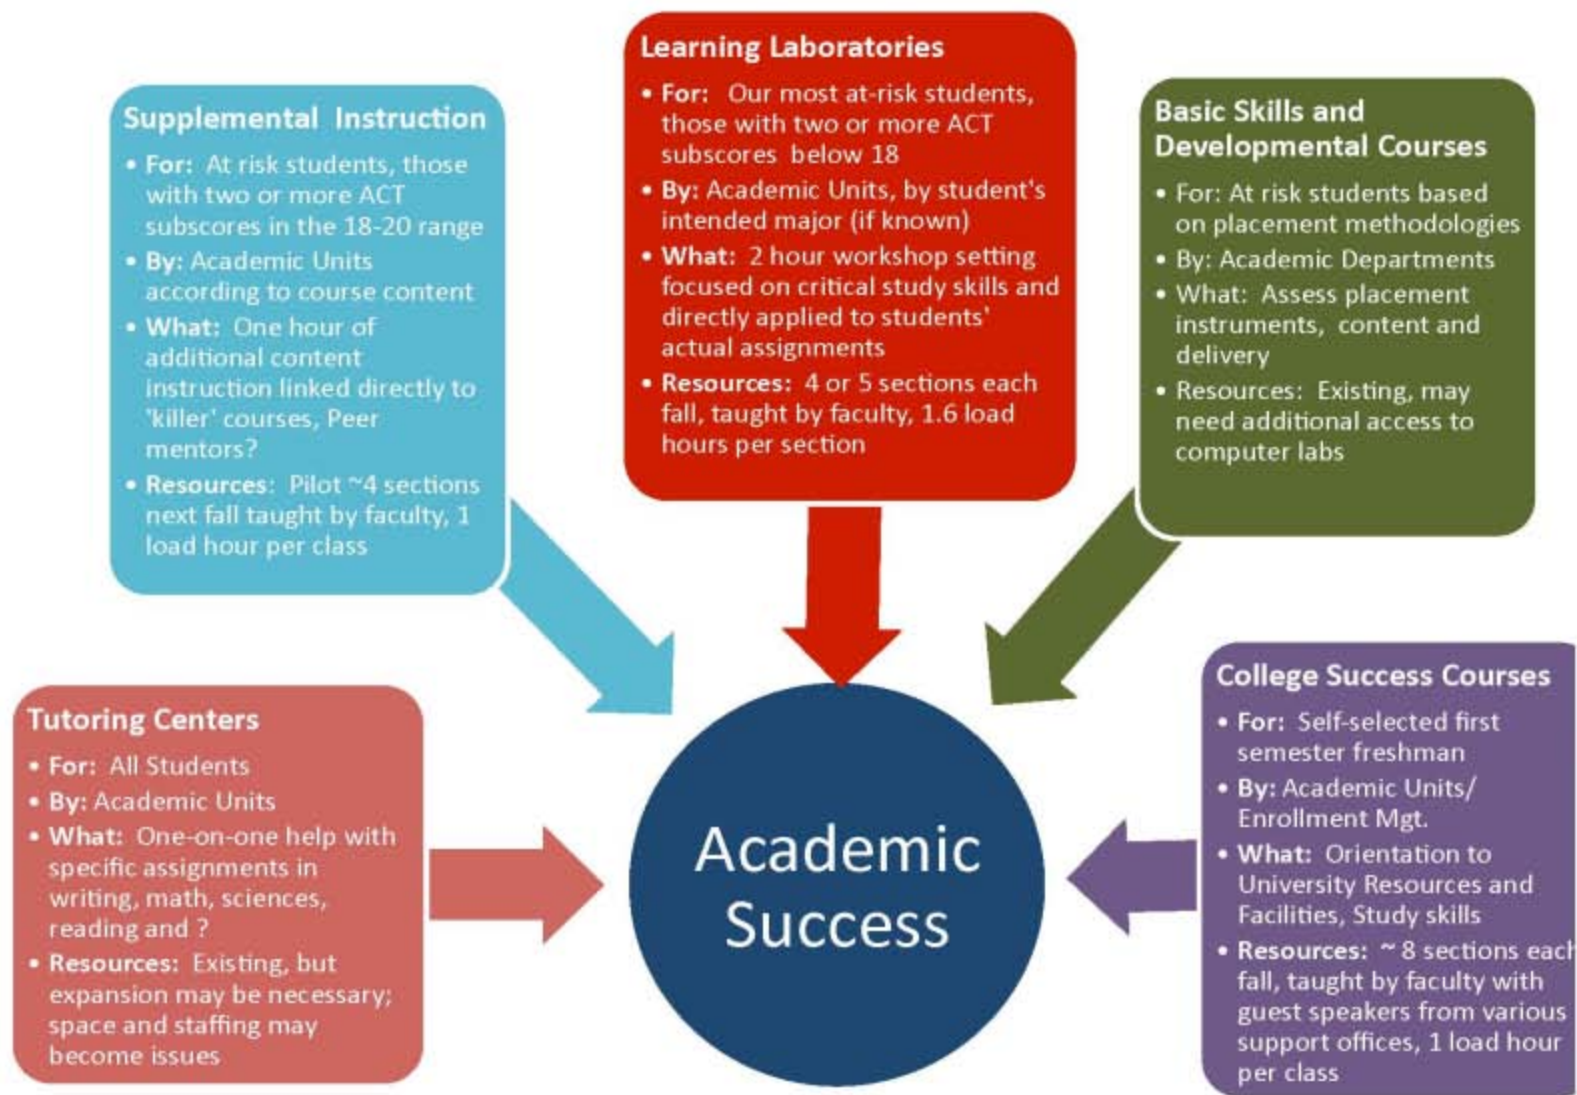 Learning Laboratories
• For: Our most at-risk students,
those with two or more ACT
subscores below 18
• By: Academic Units, by student's
intended major (if known)
• What: 2 hour workshop setting
focused on critical study skills and
directly applied to students'
actual assignments
• Resources: 4 or 5 sections each
fall, taught by faculty, 1.6 load
hours per section
Supplemental Instruction
• For: At risk students, those
with two or more ACT
subscores in the 18-20 range
• By: Academic Units
according to course content
• What: One hour of
additional content
instruction linked directly to
'killer' courses, Peer
mentors?
• Resources: Pilot ~4 sections
next fall taught by faculty, 1
load hour per class
Basic Skills and
Developmental Courses
• For: At risk students based
on placement methodologies
• By: Academic Departments
• What: Assess placement
instruments, content and
delivery
• Resources: Existing, may
need additional access to
computer labs
Tutoring Centers
• For: All Students
• By: Academic Units
• What: One-on-one help with
specific assignments in
writing, math, sciences,
reading and ?
• Resources: Existing, but
expansion may be necessary;
space and staffing may
become issues
Academic
Success
College Success Courses
• For: Self-selected first
semester freshman
• By: Academic Units/
Enrollment Mgt.
• What: Orientation to
University Resources and
Facilities, Study skills
• Resources: ~ 8 sections each
fall, taught by faculty with
guest speakers from various
support offices, 1 load hour
per class